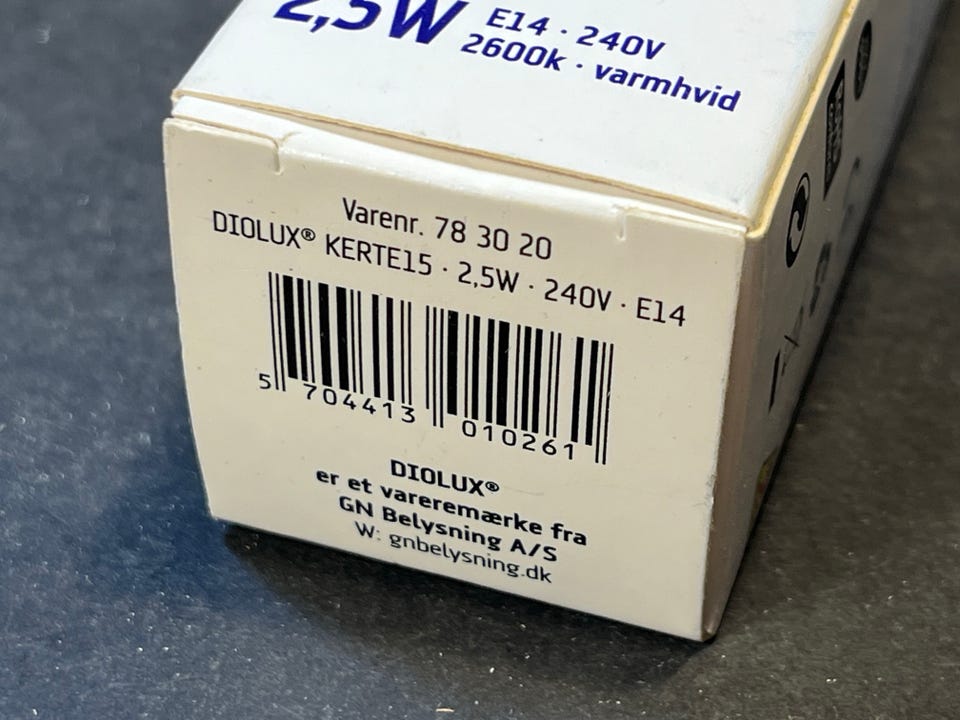 2,5W
E14 · 240V
2600k · varmhvid
Varenr. 78 30 20
DIOLUX® KERTE15 · 2,5W · 240V · E14
5 704413 010261
DIOLUX®
er et vareremærke fra
GN Belysning A/S
W: gnbelysning.dk